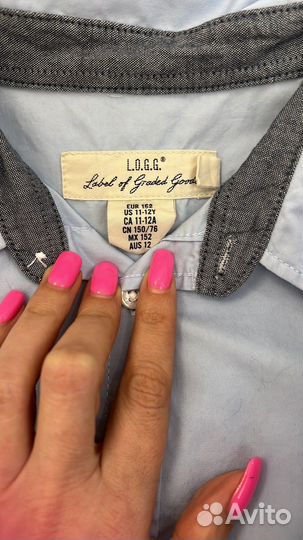 L.O.G.G.®
Label of Graded Goods
EUR 152
US 11-12Y
CA 11-12A
CN 150/76
MX 152
AUS 12
Avito